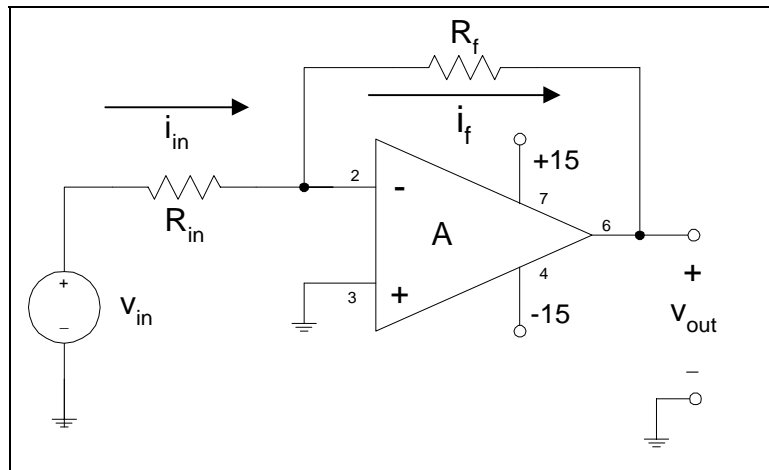 R_f
i_in
i_f
+15
2
7
-
R_in
A
6
+
4
3
+
+
-
v_in
-15
v_out
-